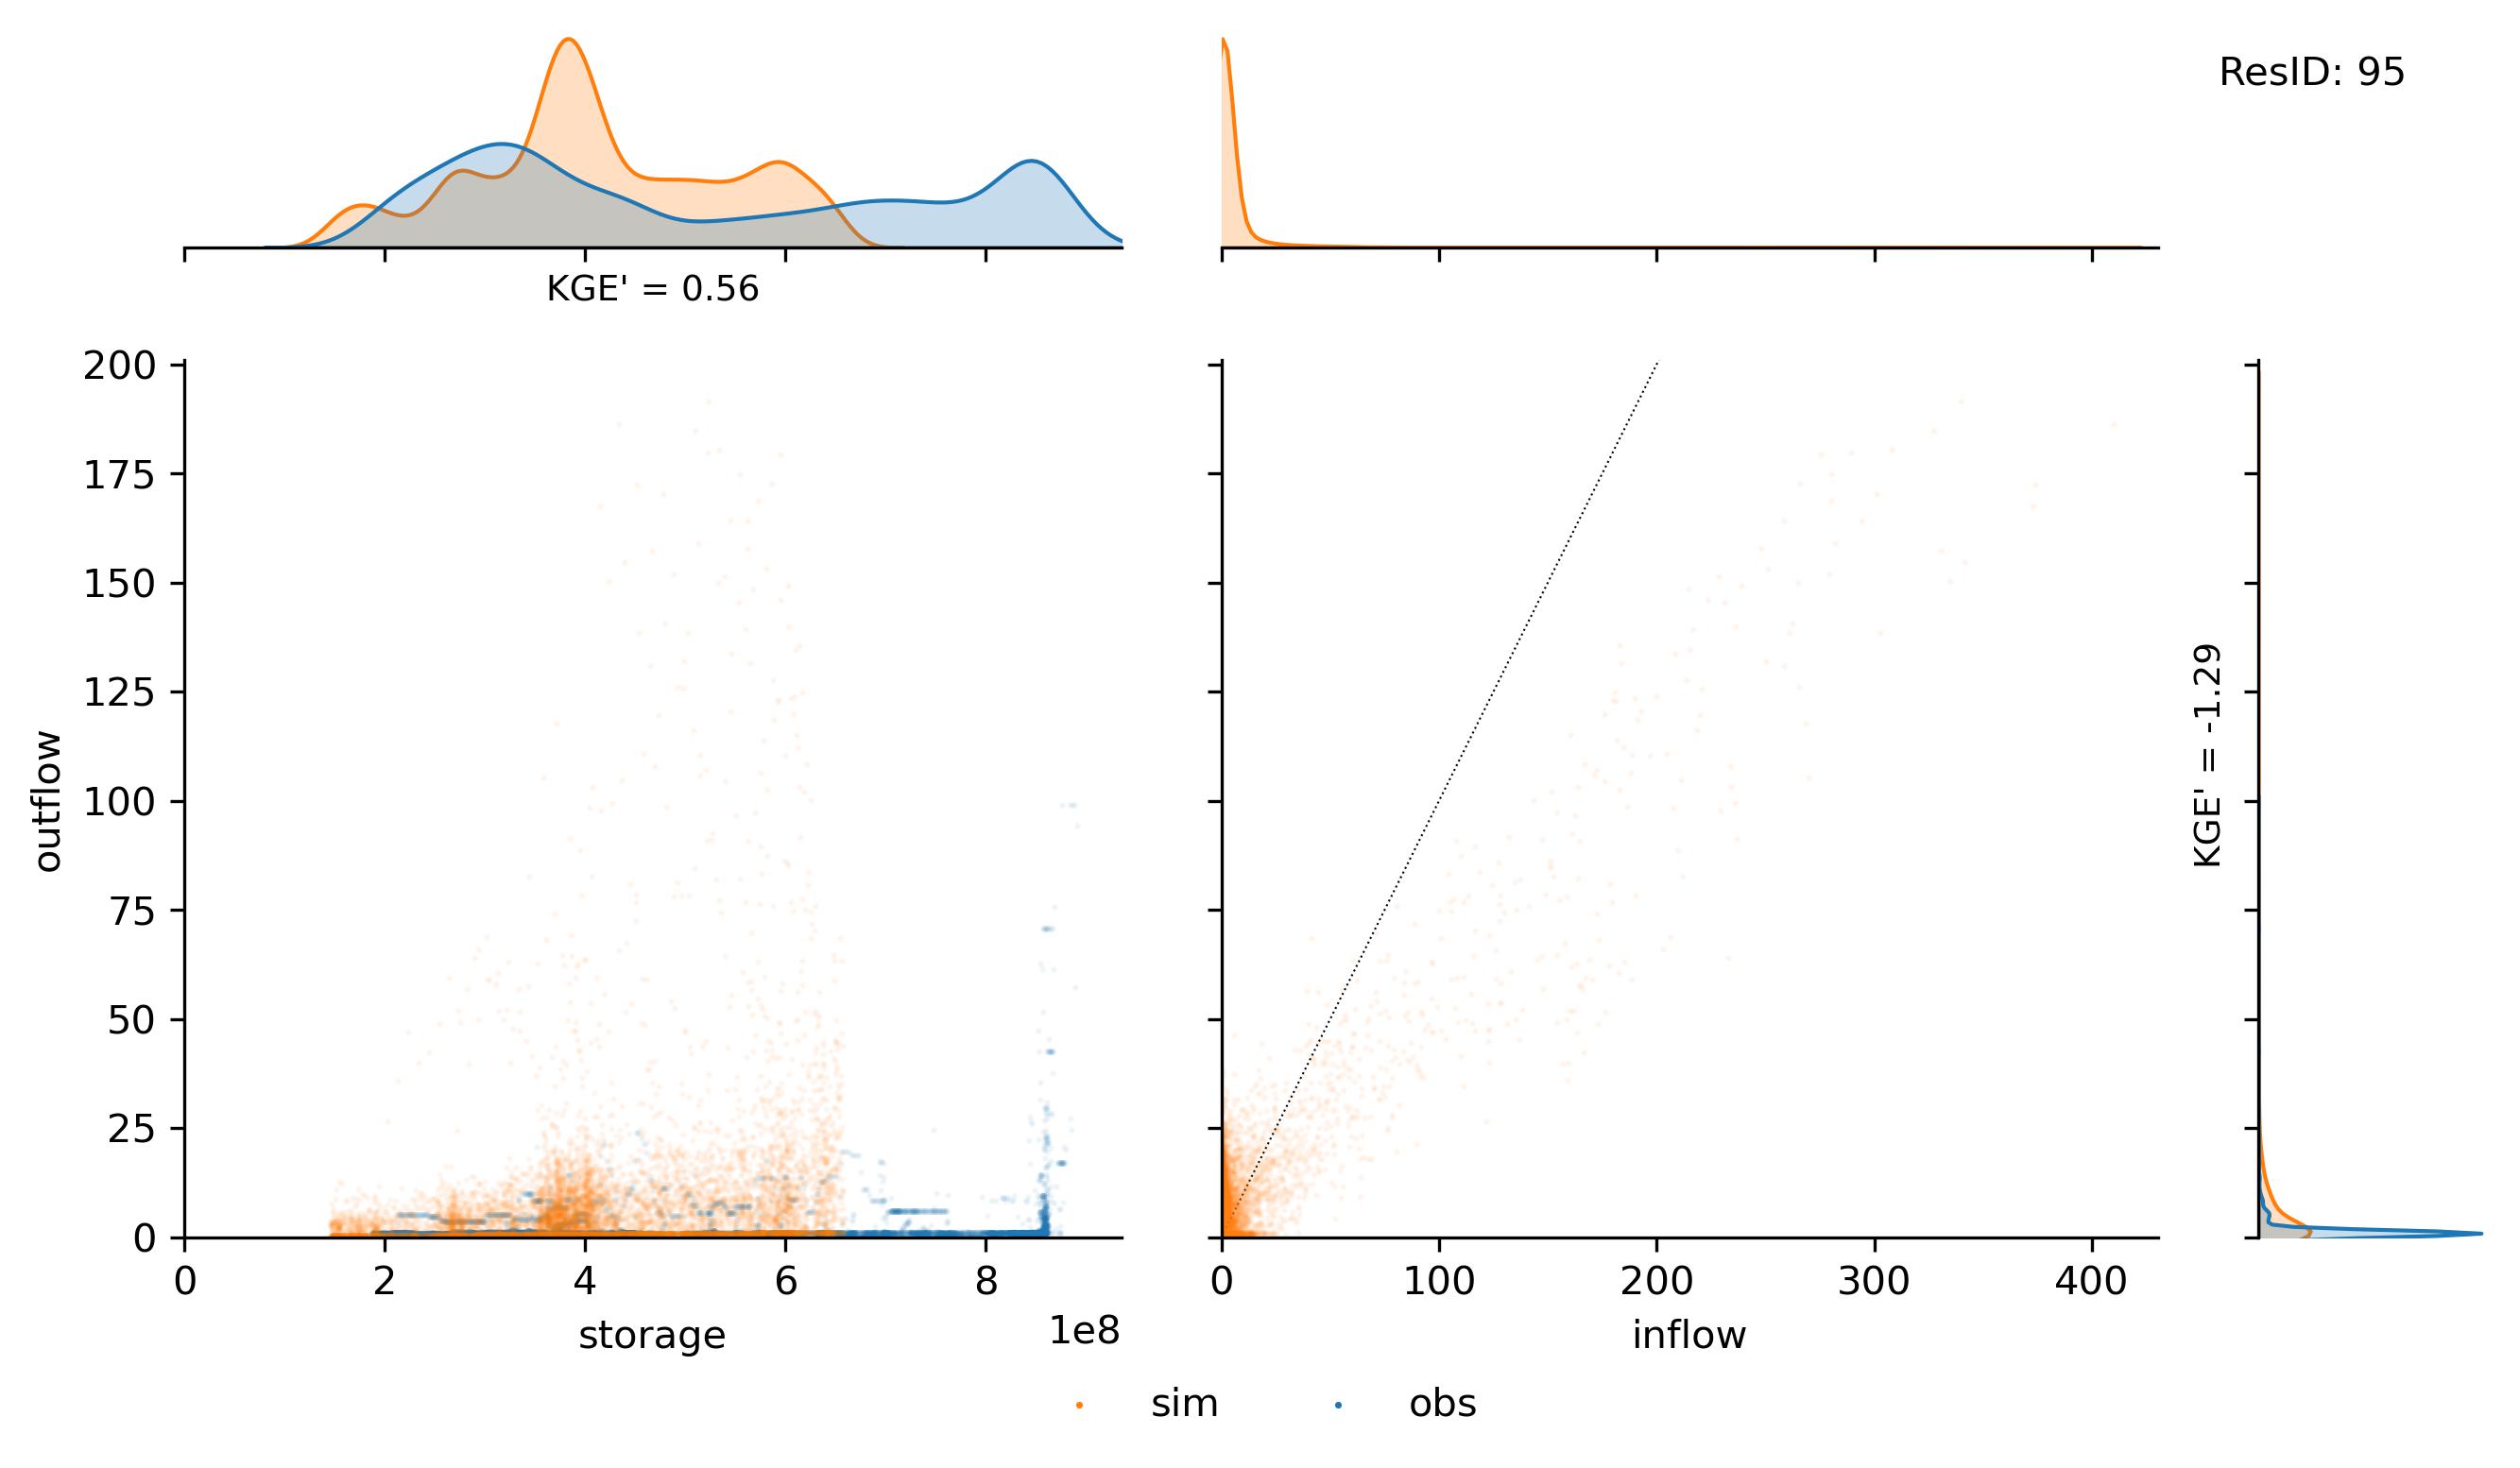 ResID: 95
KGE' = 0.56
200
175
150
125
100
75
50
25
0
outflow
0 2 4 6 8
storage
1e8
KGE' = -1.29
0 100 200 300 400
inflow
sim obs